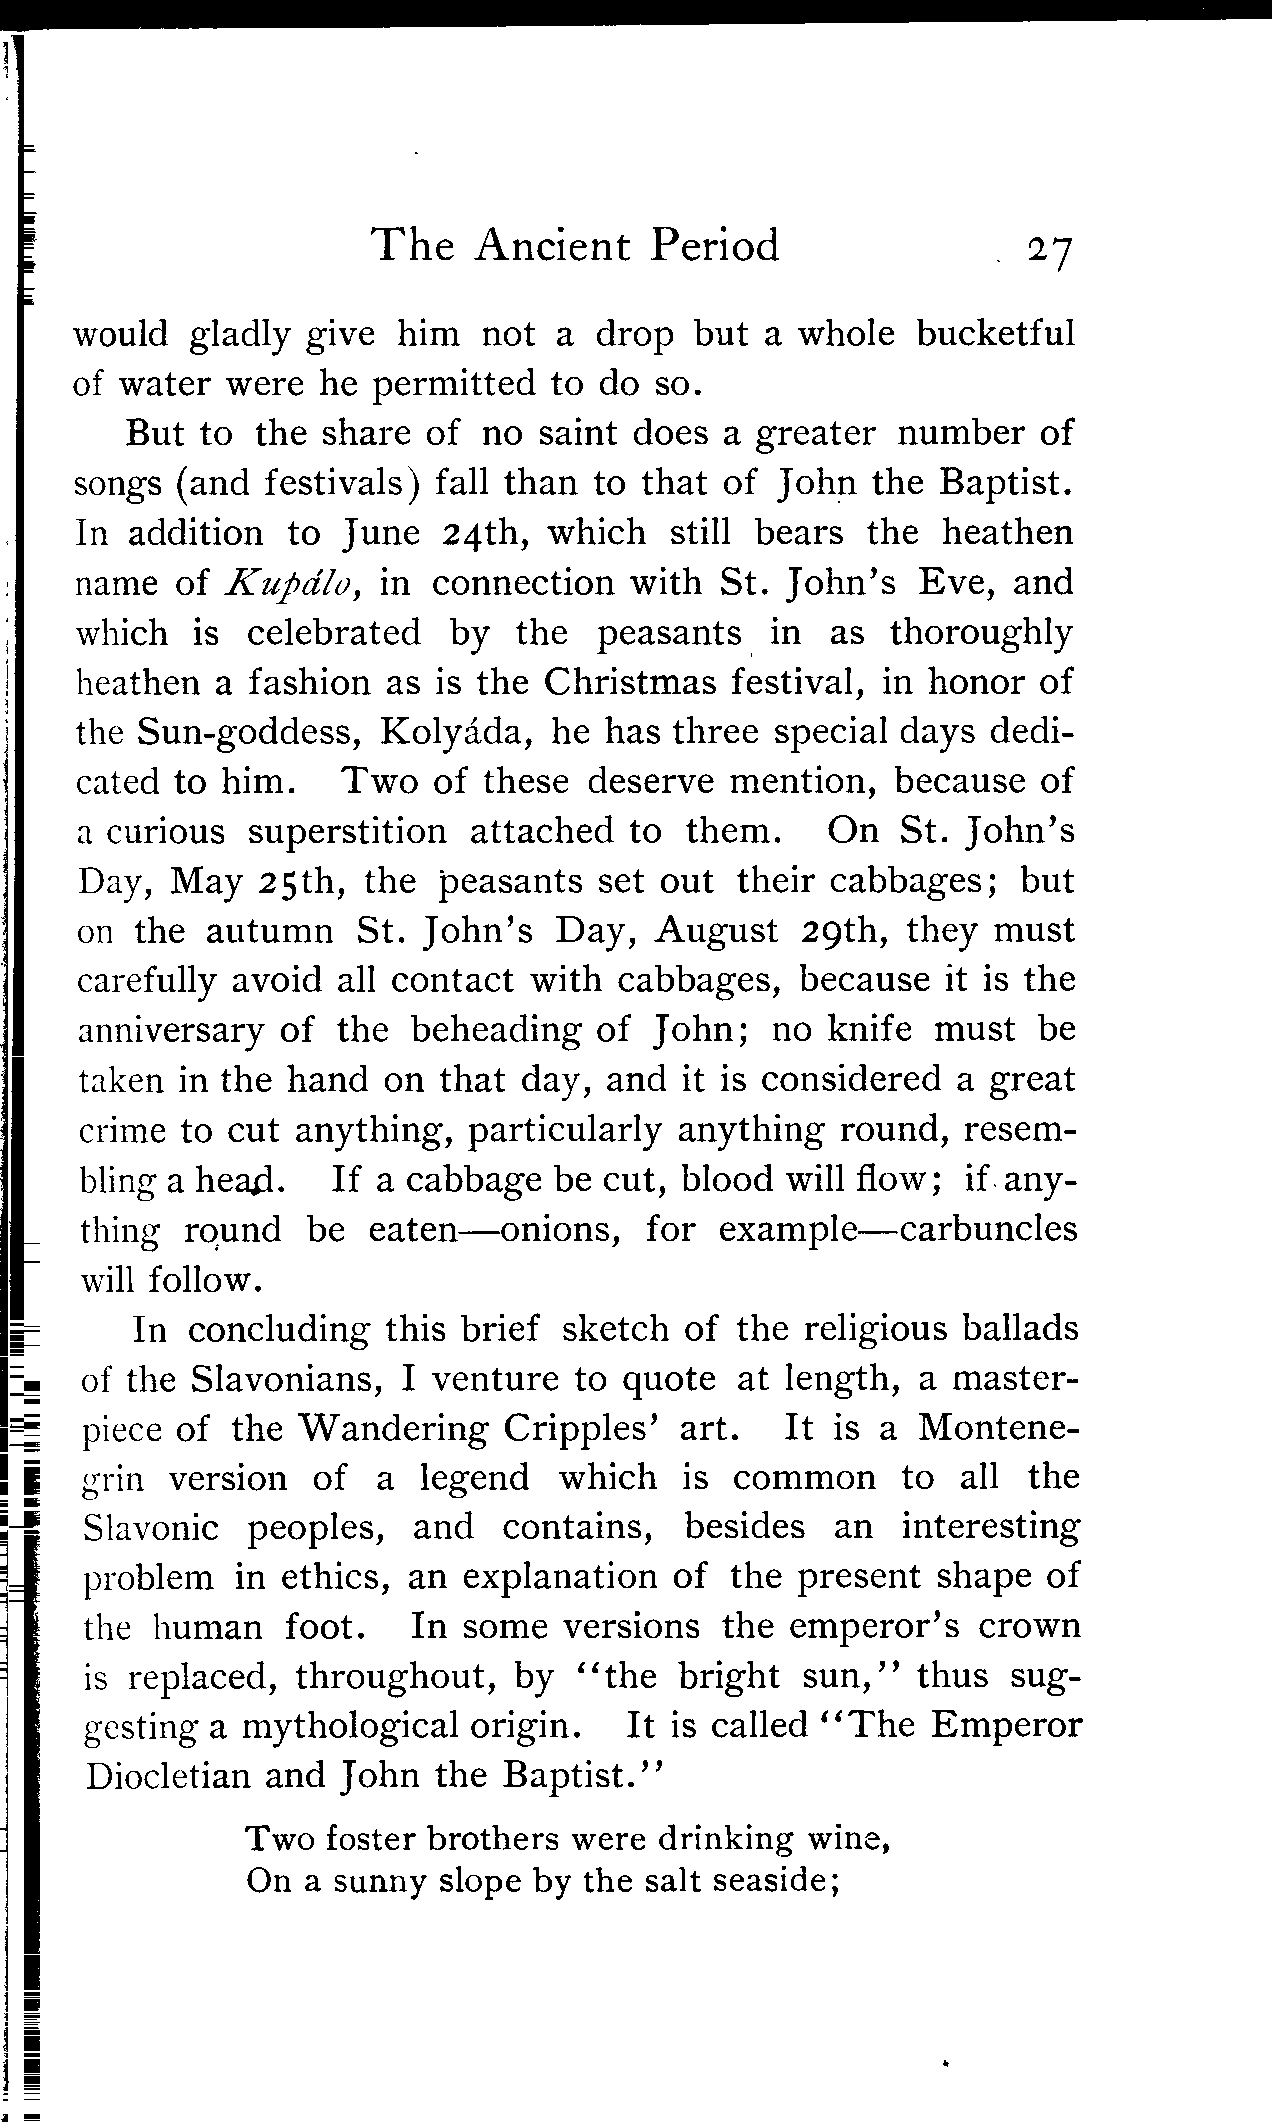 The Ancient Period 27
would gladly give him not a drop but a whole bucketful
of water were he permitted to do so.
But to the share of no saint does a greater number of
songs (and festivals) fall than to that of John the Baptist.
In addition to June 24th, which still bears the heathen
name of Kupálo, in connection with St. John's Eve, and
which is celebrated by the peasants in as thoroughly
heathen a fashion as is the Christmas festival, in honor of
the Sun-goddess, Kolyáda, he has three special days dedi-
cated to him. Two of these deserve mention, because of
a curious superstition attached to them. On St. John's
Day, May 25th, the peasants set out their cabbages; but
on the autumn St. John's Day, August 29th, they must
carefully avoid all contact with cabbages, because it is the
anniversary of the beheading of John; no knife must be
taken in the hand on that day, and it is considered a great
crime to cut anything, particularly anything round, resem-
bling a head. If a cabbage be cut, blood will flow; if any-
thing round be eaten—onions, for example—carbuncles
will follow.
In concluding this brief sketch of the religious ballads
of the Slavonians, I venture to quote at length, a master-
piece of the Wandering Cripples' art. It is a Montene-
grin version of a legend which is common to all the
Slavonic peoples, and contains, besides an interesting
problem in ethics, an explanation of the present shape of
the human foot. In some versions the emperor's crown
is replaced, throughout, by "the bright sun," thus sug-
gesting a mythological origin. It is called "The Emperor
Diocletian and John the Baptist."
Two foster brothers were drinking wine,
On a sunny slope by the salt seaside;